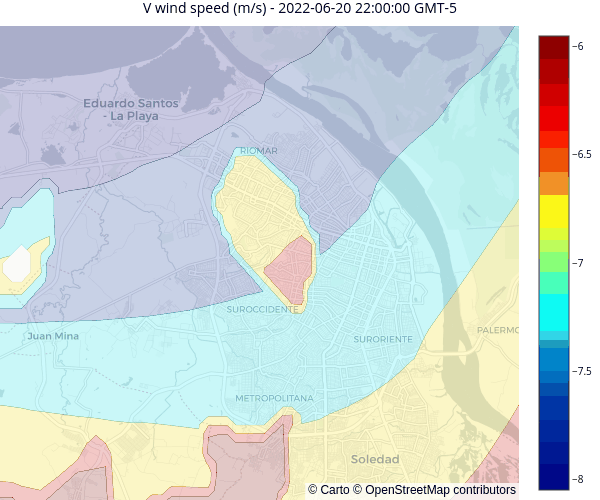 V wind speed (m/s) - 2022-06-20 22:00:00 GMT-5
−6
Eduardo Santos
- La Playa
RIOMAR
−6.5
−7
SUROCCIDENTE
PALERMO
Juan Mina
SURORIENTE
−7.5
METROPOLITANA
Soledad
−8
© Carto © OpenStreetMap contributors